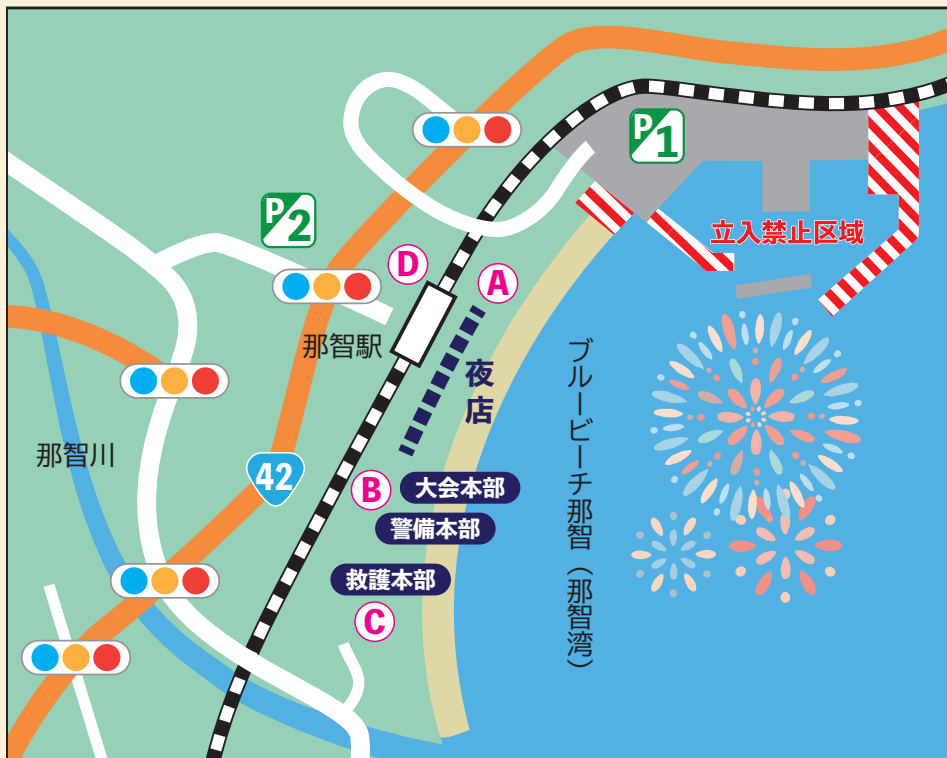 P1
立入禁止区域
P2
D
A
那智駅
夜店
ブルービーチ那智(那智湾)
那智川
42
B
大会本部
警備本部
救護本部
C